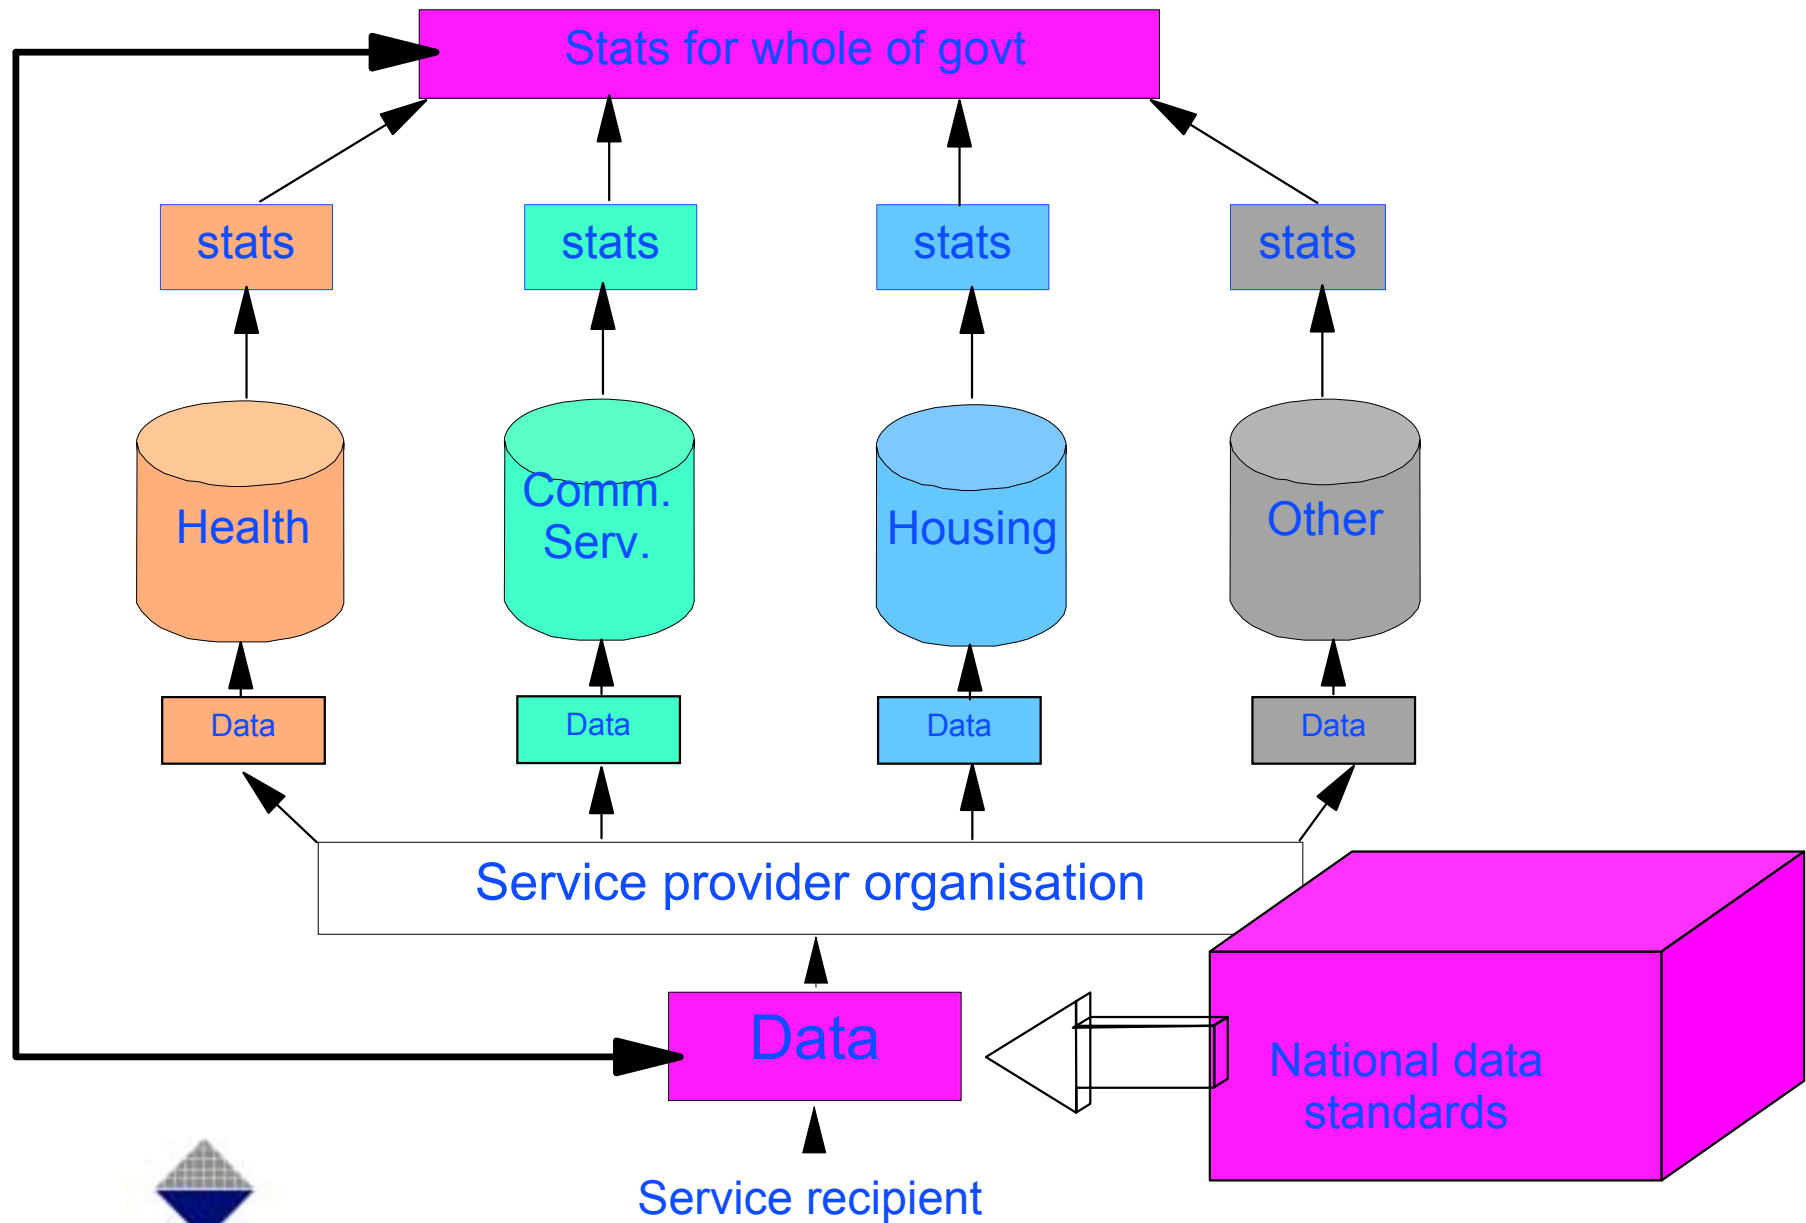 Stats for whole of govt
stats
stats
stats
stats
Health
Comm.
Serv.
Housing
Other
Data
Data
Data
Data
Service provider organisation
Data
National data
standards
Service recipient